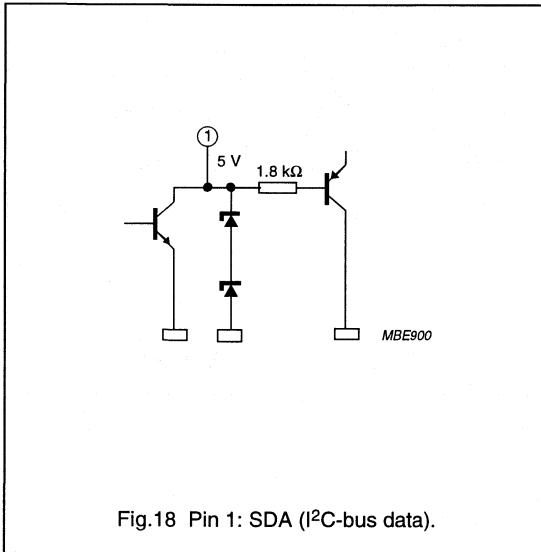 1
5 V
1.8 kΩ
MBE900
Fig.18 Pin 1: SDA (I²C-bus data).